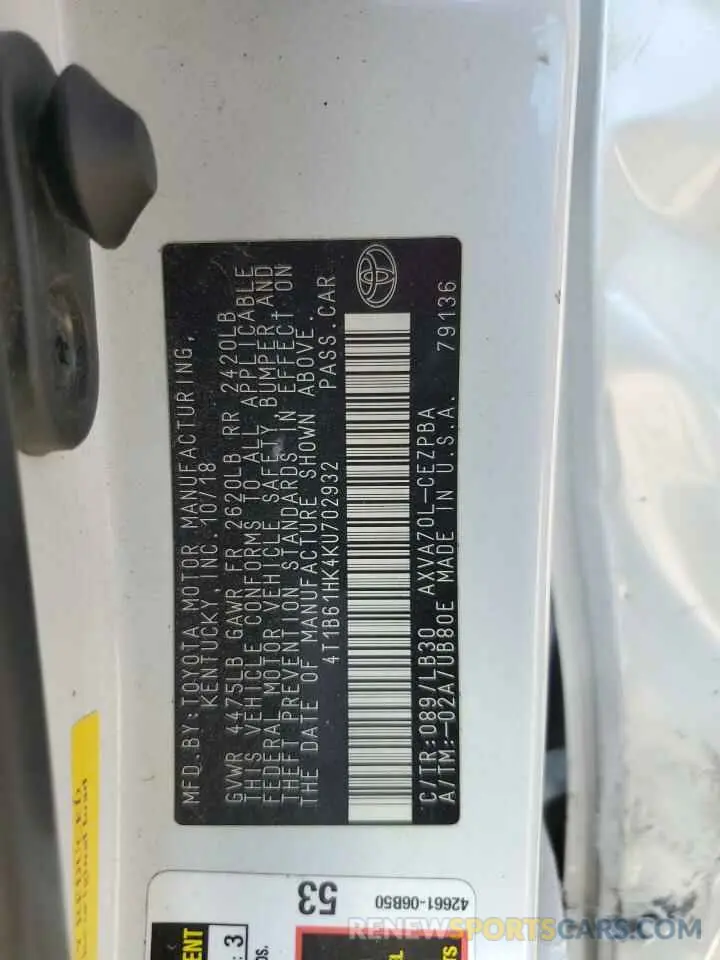 MFD. BY: TOYOTA MOTOR MANUFACTURING,
KENTUCKY, INC. 10/18
GVWR 4475LB GAWR FR 2620LB RR 2420LB
THIS VEHICLE CONFORMS TO ALL APPLICABLE
FEDERAL MOTOR VEHICLE SAFETY, BUMPER, AND
THEFT PREVENTION STANDARDS IN EFFECT ON
THE DATE OF MANUFACTURE SHOWN ABOVE.
4T1B61HK4KU702932 PASS. CAR
C/TR: 089/LB30 AXVA70L-CEZPBA
A/TM: -02A/UB80E MADE IN U.S.A. 79136
53
42661-06B50
3
RENEWSPORTSCARS.COM